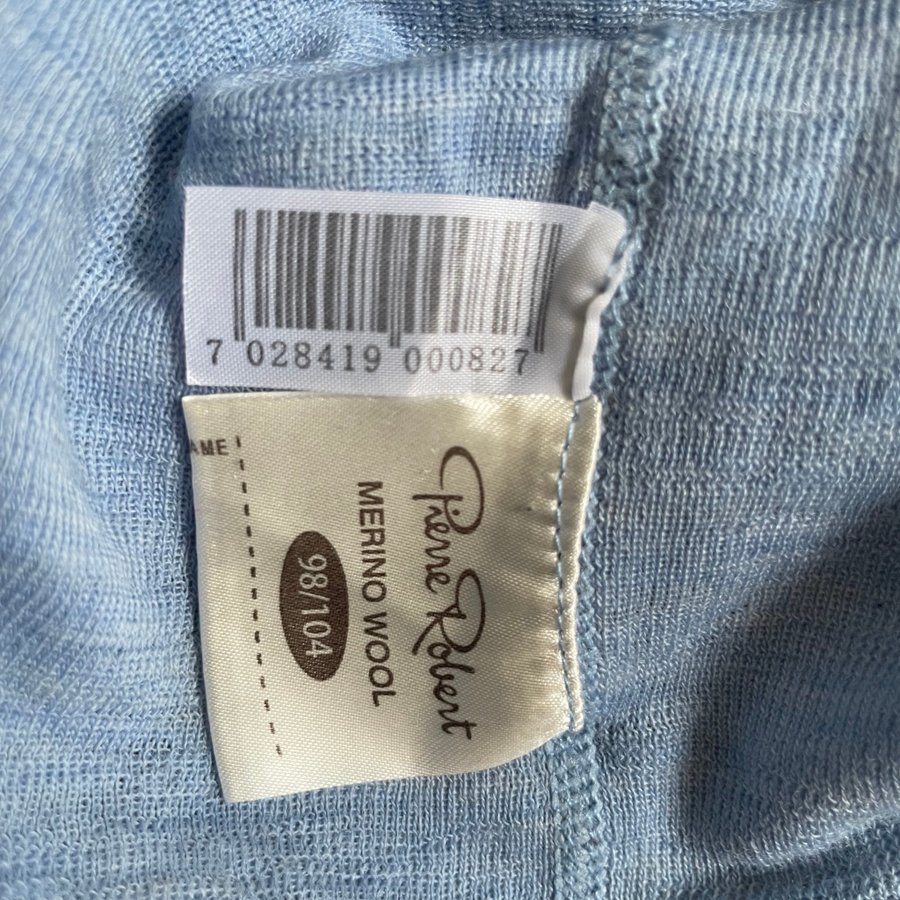 7 028419 000827
Pierre Robert
MERINO WOOL
98/104
AME